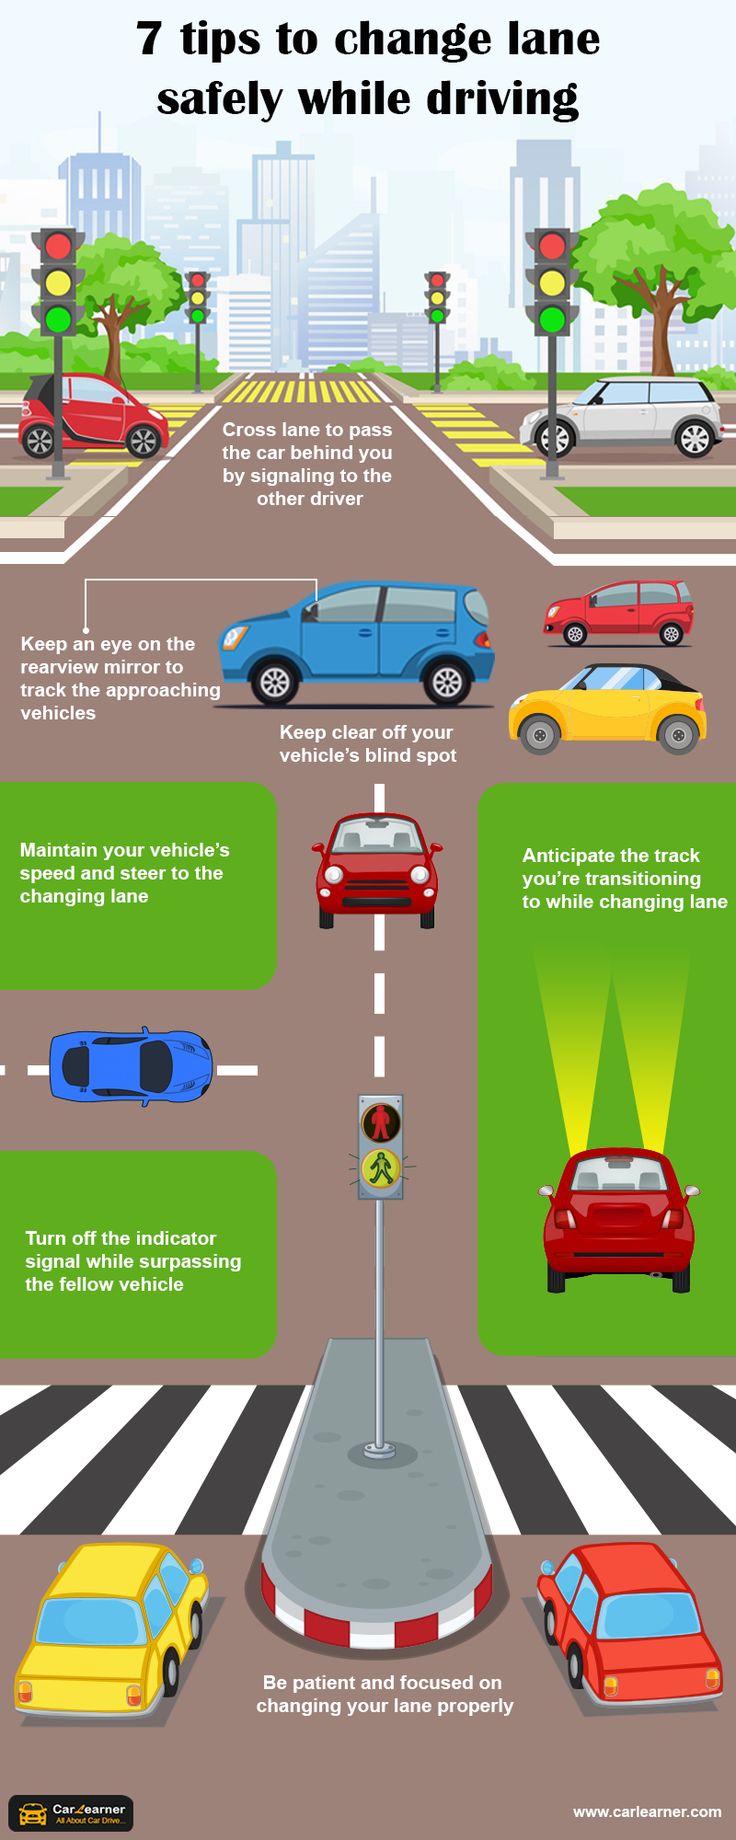 7 tips to change lane
safely while driving
Cross lane to pass
the car behind you
by signaling to the
other driver
Keep an eye on the
rearview mirror to
track the approaching
vehicles
Keep clear off your
vehicle's blind spot
Maintain your vehicle's
speed and steer to the
changing lane
Anticipate the track
you're transitioning
to while changing lane
Turn off the indicator
signal while surpassing
the fellow vehicle
Be patient and focused on
changing your lane properly
CarLearner
All About Car Drive...
www.carlearner.com